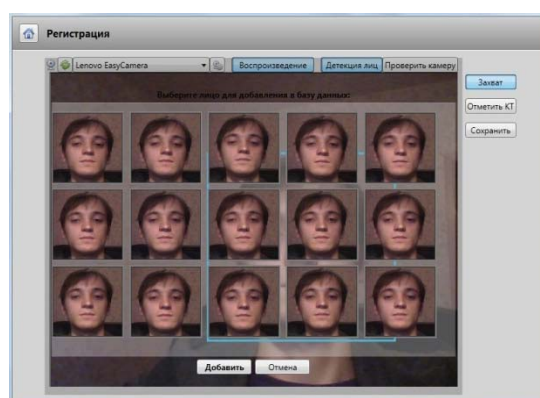 Регистрация
Lenovo EasyCamera
Воспроизведение
Детекция лиц
Проверить камеру
Захват
Выберите лицо для добавления в базу данных:
Отметить КТ
Сохранить
Добавить
Отмена